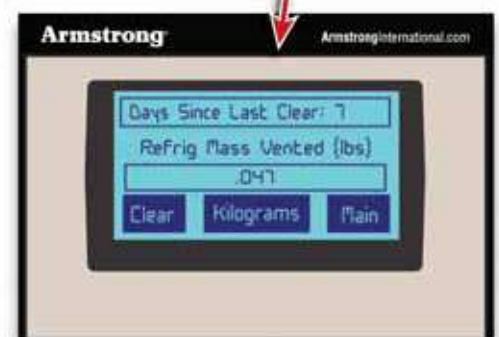 Armstrong ArmstrongInternational.com
Days Since Last Clear: 7
Refrig Mass Vented (lbs)
.047
Clear Kilograms Main